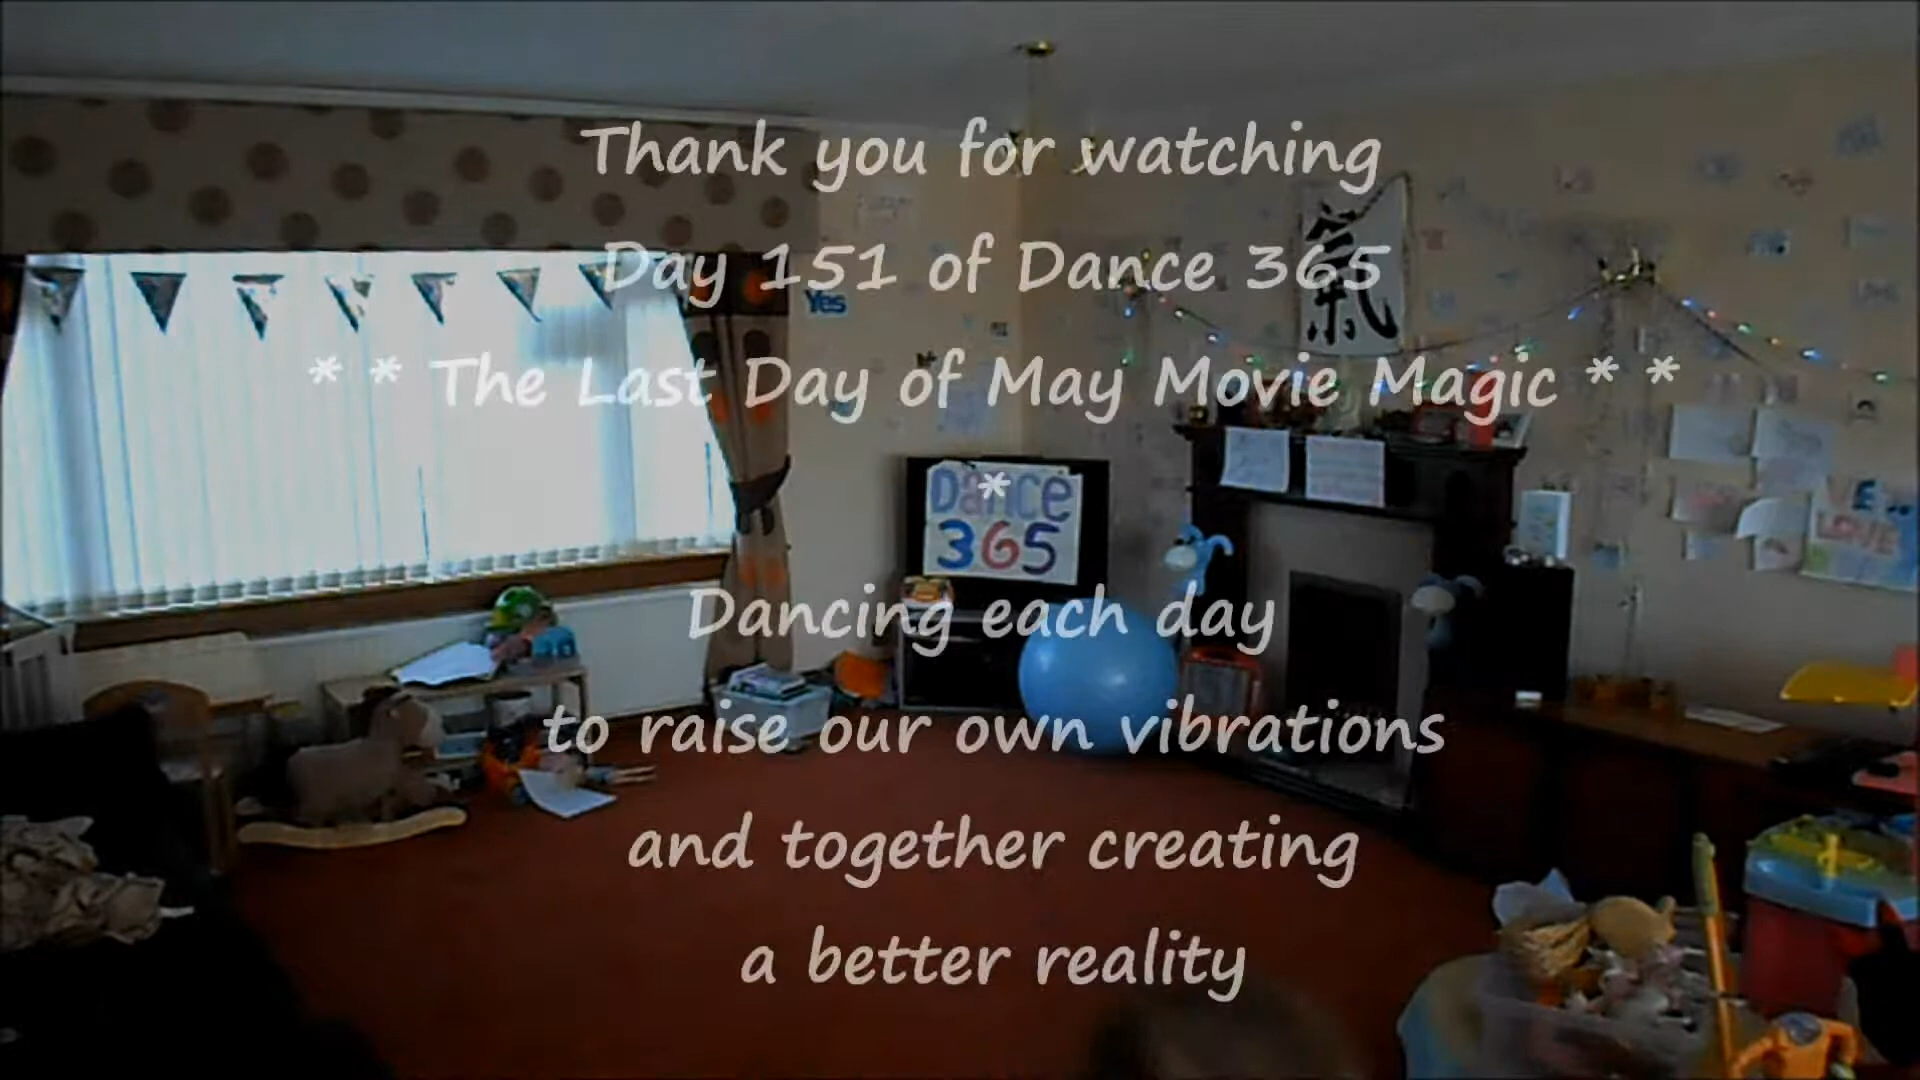 Thank you for watching
Day 151 of Dance 365
* * The Last Day of May Movie Magic * *
*
Dancing each day
to raise our own vibrations
and together creating
a better reality
Yes
氣
Dance
365
LOVE